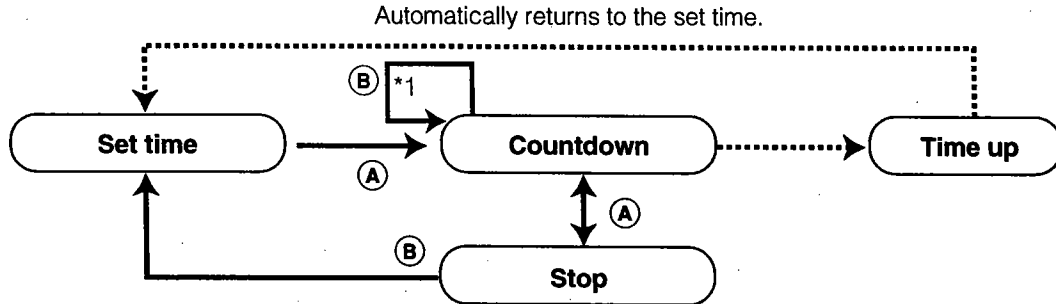 Automatically returns to the set time.
B *1
Set time
A
Countdown
Time up
A
B
Stop